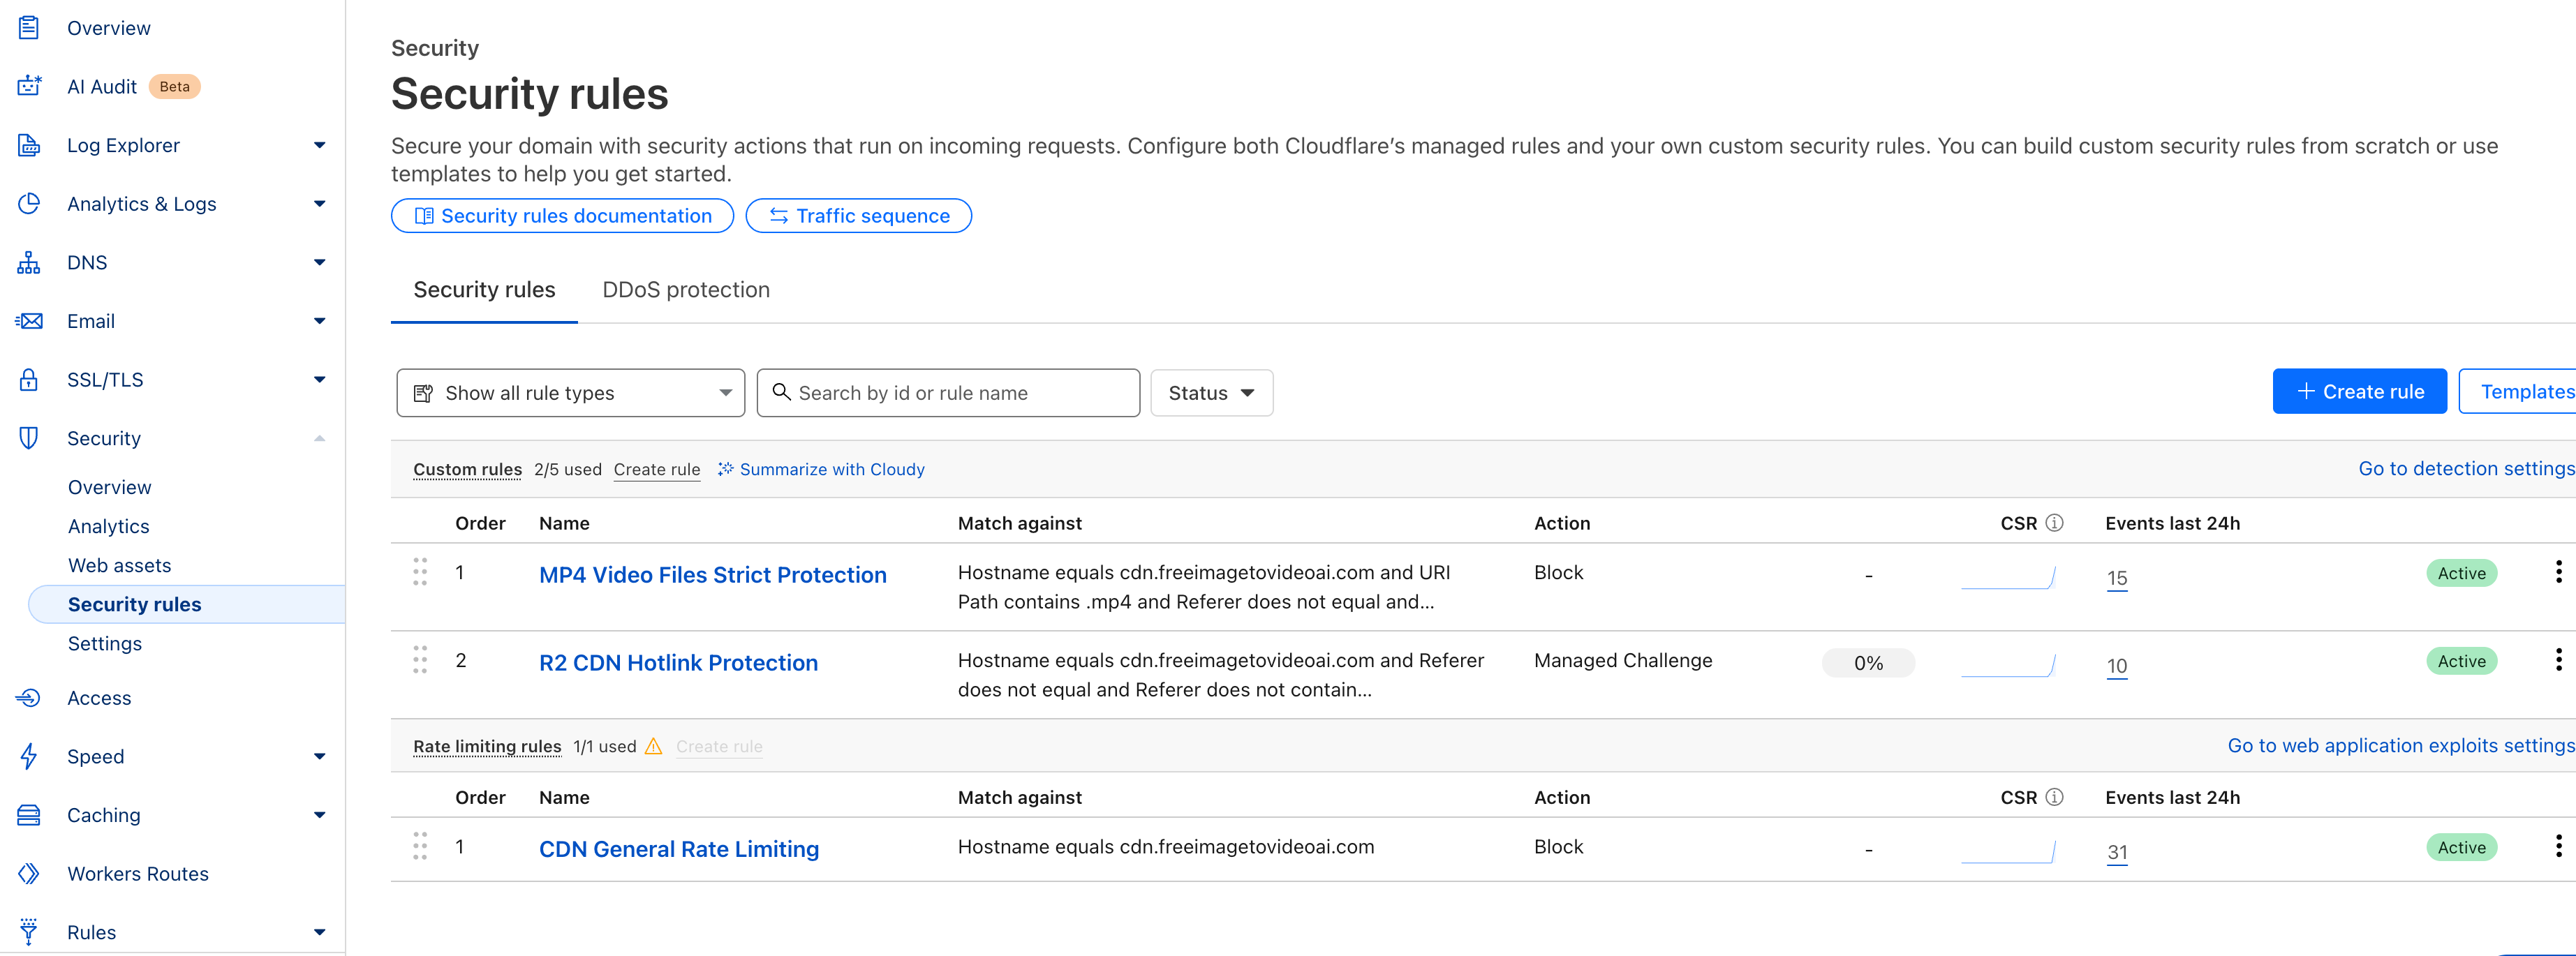 Overview
AI Audit Beta
Log Explorer
Analytics & Logs
DNS
Email
SSL/TLS
Security
Overview
Analytics
Web assets
Security rules
Settings
Access
Speed
Caching
Workers Routes
Rules
Security
Security rules
Secure your domain with security actions that run on incoming requests. Configure both Cloudflare’s managed rules and your own custom security rules. You can build custom security rules from scratch or use
templates to help you get started.
Security rules documentation Traffic sequence
Security rules DDoS protection
Show all rule types Search by id or rule name Status + Create rule Templates
Custom rules 2/5 used Create rule Summarize with Cloudy Go to detection settings
Order Name Match against Action CSR Events last 24h
1 MP4 Video Files Strict Protection Hostname equals cdn.freeimagetovideoai.com and URI Block - 15 Active
Path contains .mp4 and Referer does not equal and...
2 R2 CDN Hotlink Protection Hostname equals cdn.freeimagetovideoai.com and Referer Managed Challenge 0% 10 Active
does not equal and Referer does not contain...
Rate limiting rules 1/1 used Create rule Go to web application exploits settings
Order Name Match against Action CSR Events last 24h
1 CDN General Rate Limiting Hostname equals cdn.freeimagetovideoai.com Block - 31 Active